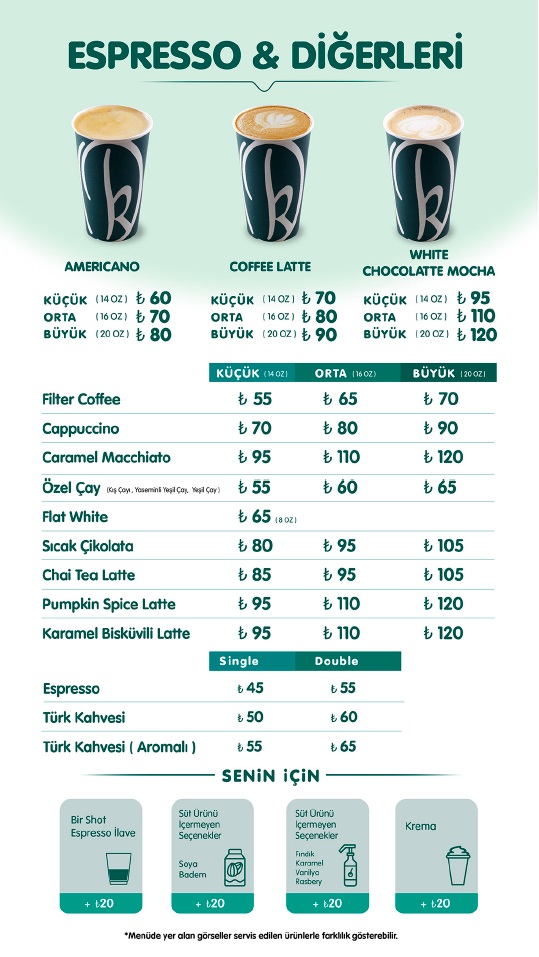 ESPRESSO & DİĞERLERİ
k k k
AMERICANO
KÜÇÜK (14 OZ) ₺ 60
ORTA (16 OZ) ₺ 70
BÜYÜK (20 OZ) ₺ 80
COFFEE LATTE
KÜÇÜK (14 OZ) ₺ 70
ORTA (16 OZ) ₺ 80
BÜYÜK (20 OZ) ₺ 90
WHITE
CHOCOLATTE MOCHA
KÜÇÜK (14 OZ) ₺ 95
ORTA (16 OZ) ₺ 110
BÜYÜK (20 OZ) ₺ 120
KÜÇÜK (14 OZ) ORTA (16 OZ) BÜYÜK (20 OZ)
Filter Coffee ₺ 55 ₺ 65 ₺ 70
Cappuccino ₺ 70 ₺ 80 ₺ 90
Caramel Macchiato ₺ 95 ₺ 110 ₺ 120
Özel Çay (Kış Çayı, Yaseminli Yeşil Çay, Yeşil Çay) ₺ 55 ₺ 60 ₺ 65
Flat White ₺ 65 (8 OZ)
Sıcak Çikolata ₺ 80 ₺ 95 ₺ 105
Chai Tea Latte ₺ 85 ₺ 95 ₺ 105
Pumpkin Spice Latte ₺ 95 ₺ 110 ₺ 120
Karamel Bisküvili Latte ₺ 95 ₺ 110 ₺ 120
Single Double
Espresso ₺ 45 ₺ 55
Türk Kahvesi ₺ 50 ₺ 60
Türk Kahvesi ( Aromalı ) ₺ 55 ₺ 65
SENİN İÇİN
Bir Shot
Espresso İlave
+ ₺20
Süt Ürünü
İçermeyen
Seçenekler
Soya
Badem
+ ₺20
Süt Ürünü
İçermeyen
Seçenekler
Fındık
Karamel
Vanilya
Rasbery
+ ₺20
Krema
+ ₺20
*Menüde yer alan görseller servis edilen ürünlerle farklılık gösterebilir.